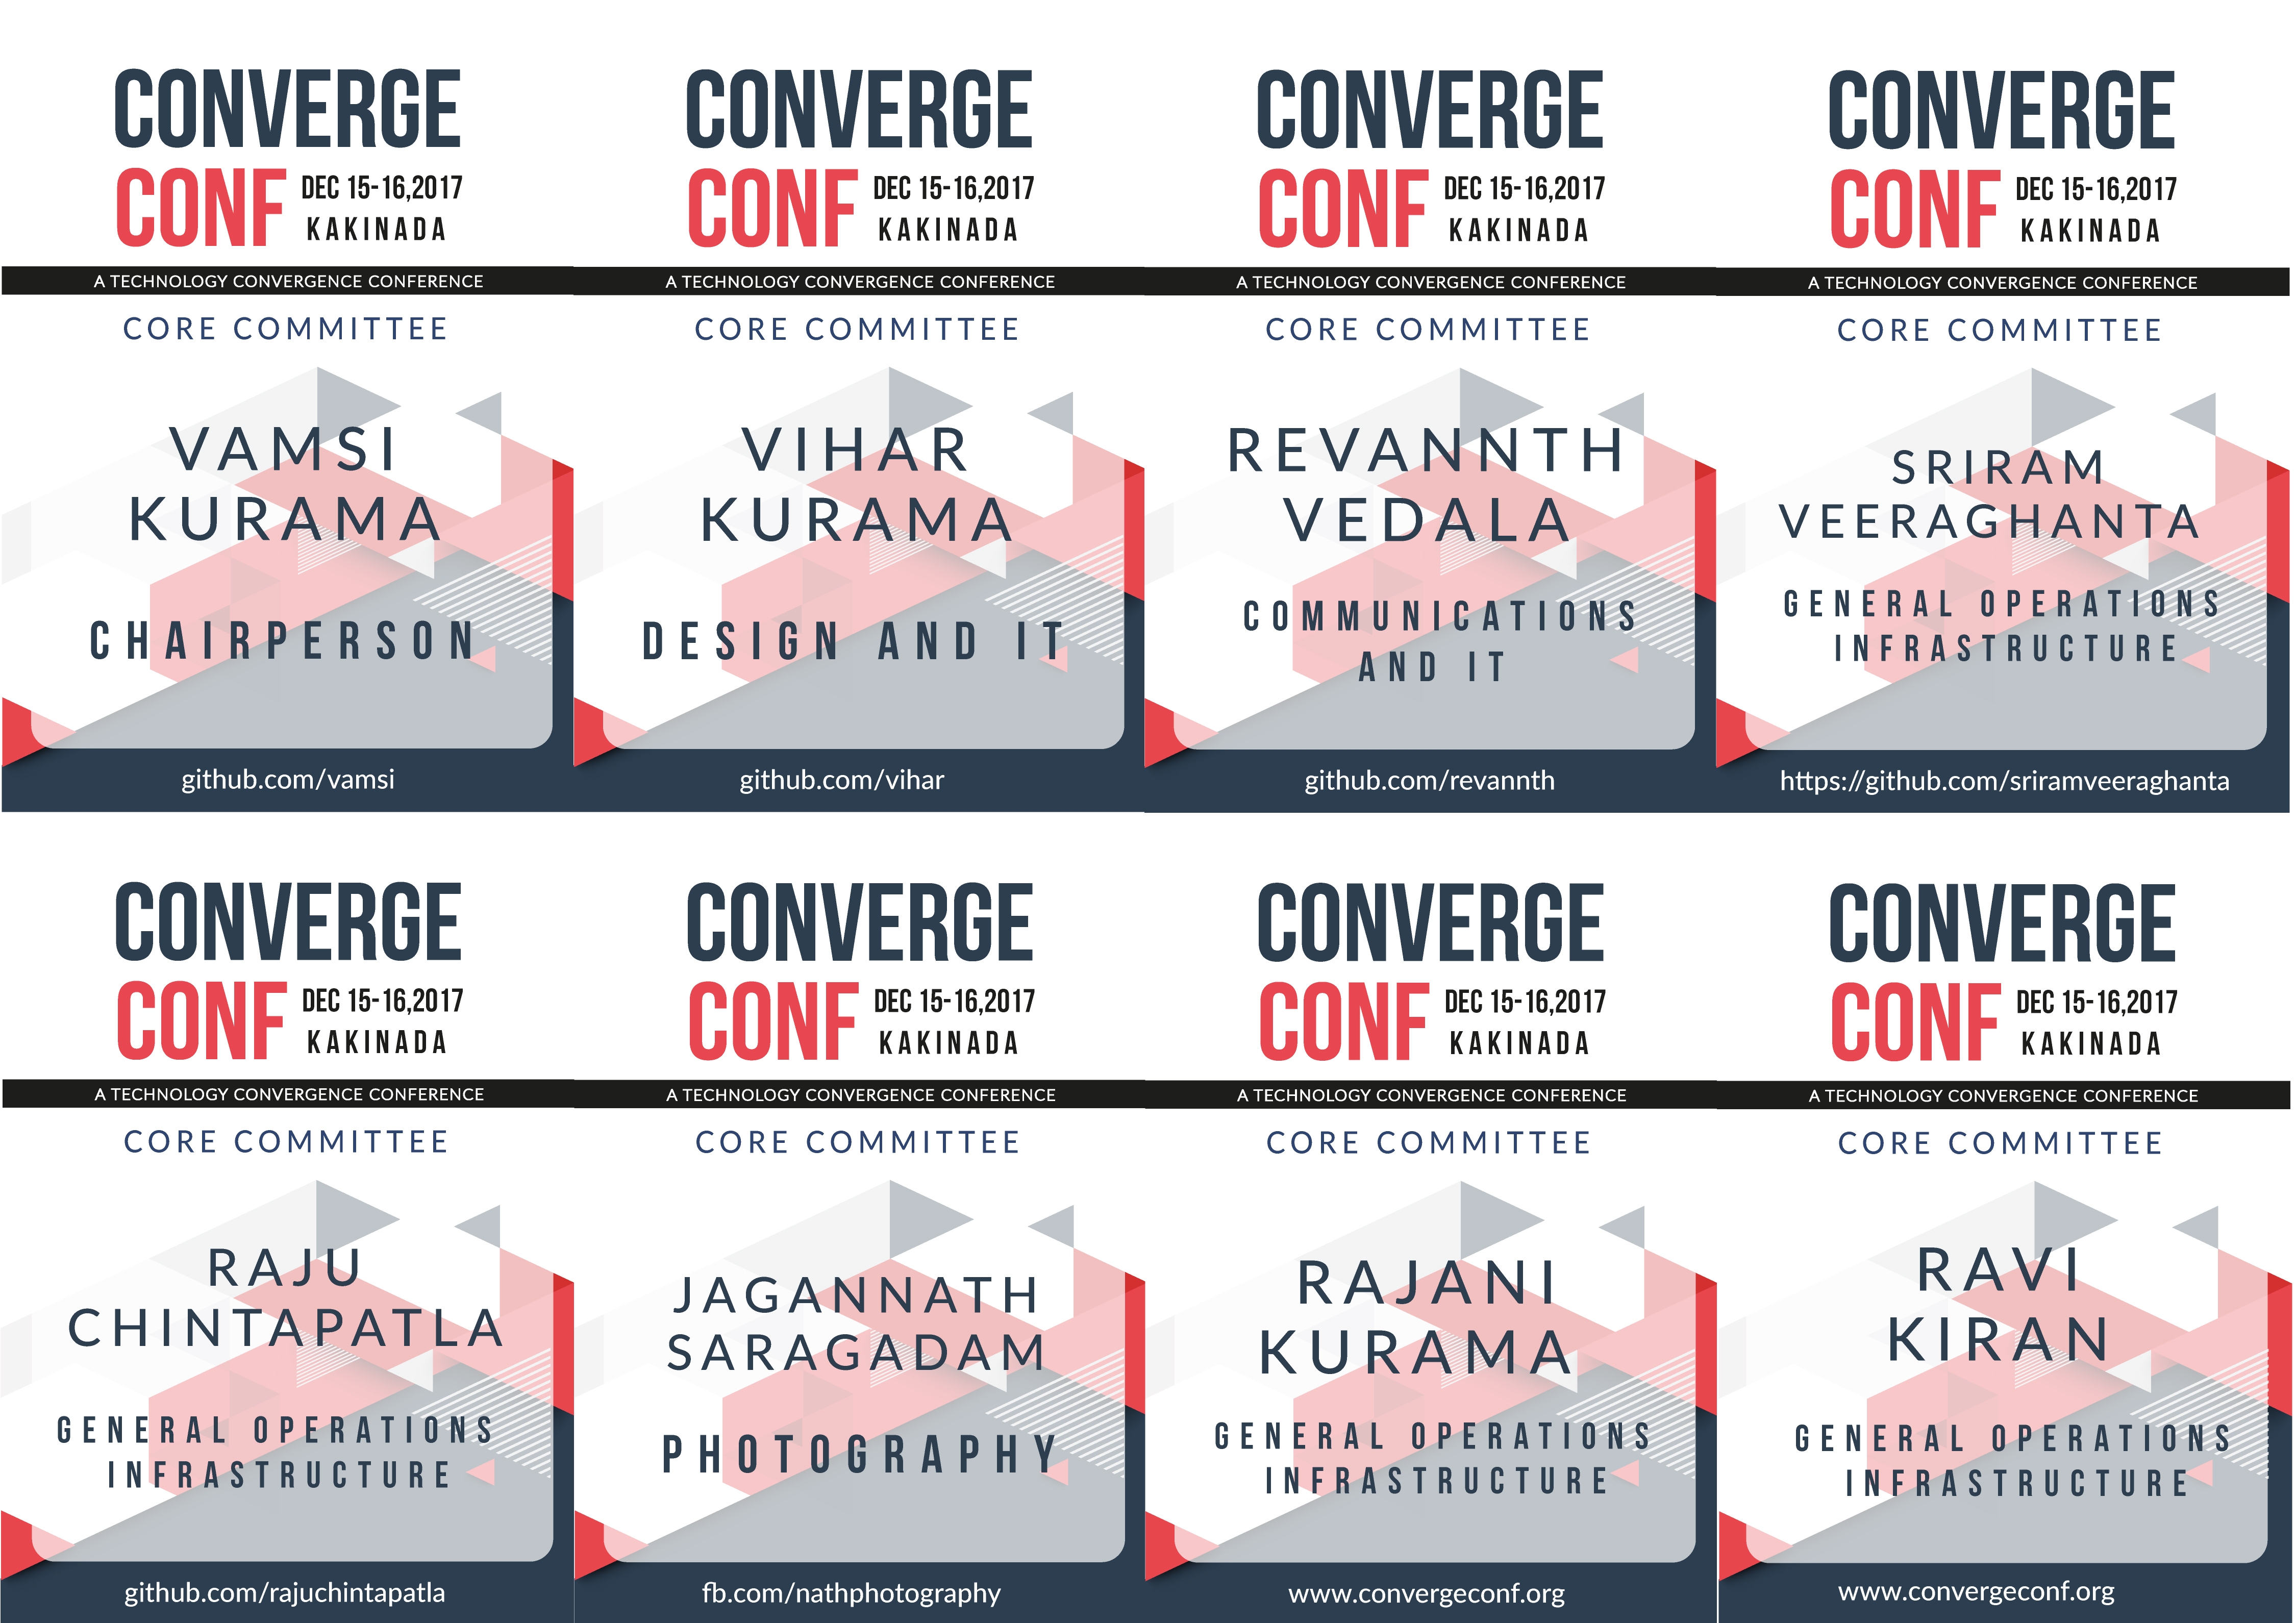 CONVERGE
CONF
DEC 15-16,2017
KAKINADA
A TECHNOLOGY CONVERGENCE CONFERENCE
CORE COMMITTEE
VAMSI
KURAMA
CHAIRPERSON
github.com/vamsi
CONVERGE
CONF
DEC 15-16,2017
KAKINADA
A TECHNOLOGY CONVERGENCE CONFERENCE
CORE COMMITTEE
VIHAR
KURAMA
DESIGN AND IT
github.com/vihar
CONVERGE
CONF
DEC 15-16,2017
KAKINADA
A TECHNOLOGY CONVERGENCE CONFERENCE
CORE COMMITTEE
REVANNTH
VEDALA
COMMUNICATIONS
AND IT
github.com/revannth
CONVERGE
CONF
DEC 15-16,2017
KAKINADA
A TECHNOLOGY CONVERGENCE CONFERENCE
CORE COMMITTEE
SRIRAM
VEERAGHANTA
GENERAL OPERATIONS
INFRASTRUCTURE
https://github.com/sriramveeraghanta
CONVERGE
CONF
DEC 15-16,2017
KAKINADA
A TECHNOLOGY CONVERGENCE CONFERENCE
CORE COMMITTEE
RAJU
CHINTAPATLA
GENERAL OPERATIONS
INFRASTRUCTURE
github.com/rajuchintapatla
CONVERGE
CONF
DEC 15-16,2017
KAKINADA
A TECHNOLOGY CONVERGENCE CONFERENCE
CORE COMMITTEE
JAGANNATH
SARAGADAM
PHOTOGRAPHY
fb.com/nathphotography
CONVERGE
CONF
DEC 15-16,2017
KAKINADA
A TECHNOLOGY CONVERGENCE CONFERENCE
CORE COMMITTEE
RAJANI
KURAMA
GENERAL OPERATIONS
INFRASTRUCTURE
www.convergeconf.org
CONVERGE
CONF
DEC 15-16,2017
KAKINADA
A TECHNOLOGY CONVERGENCE CONFERENCE
CORE COMMITTEE
RAVI
KIRAN
GENERAL OPERATIONS
INFRASTRUCTURE
www.convergeconf.org